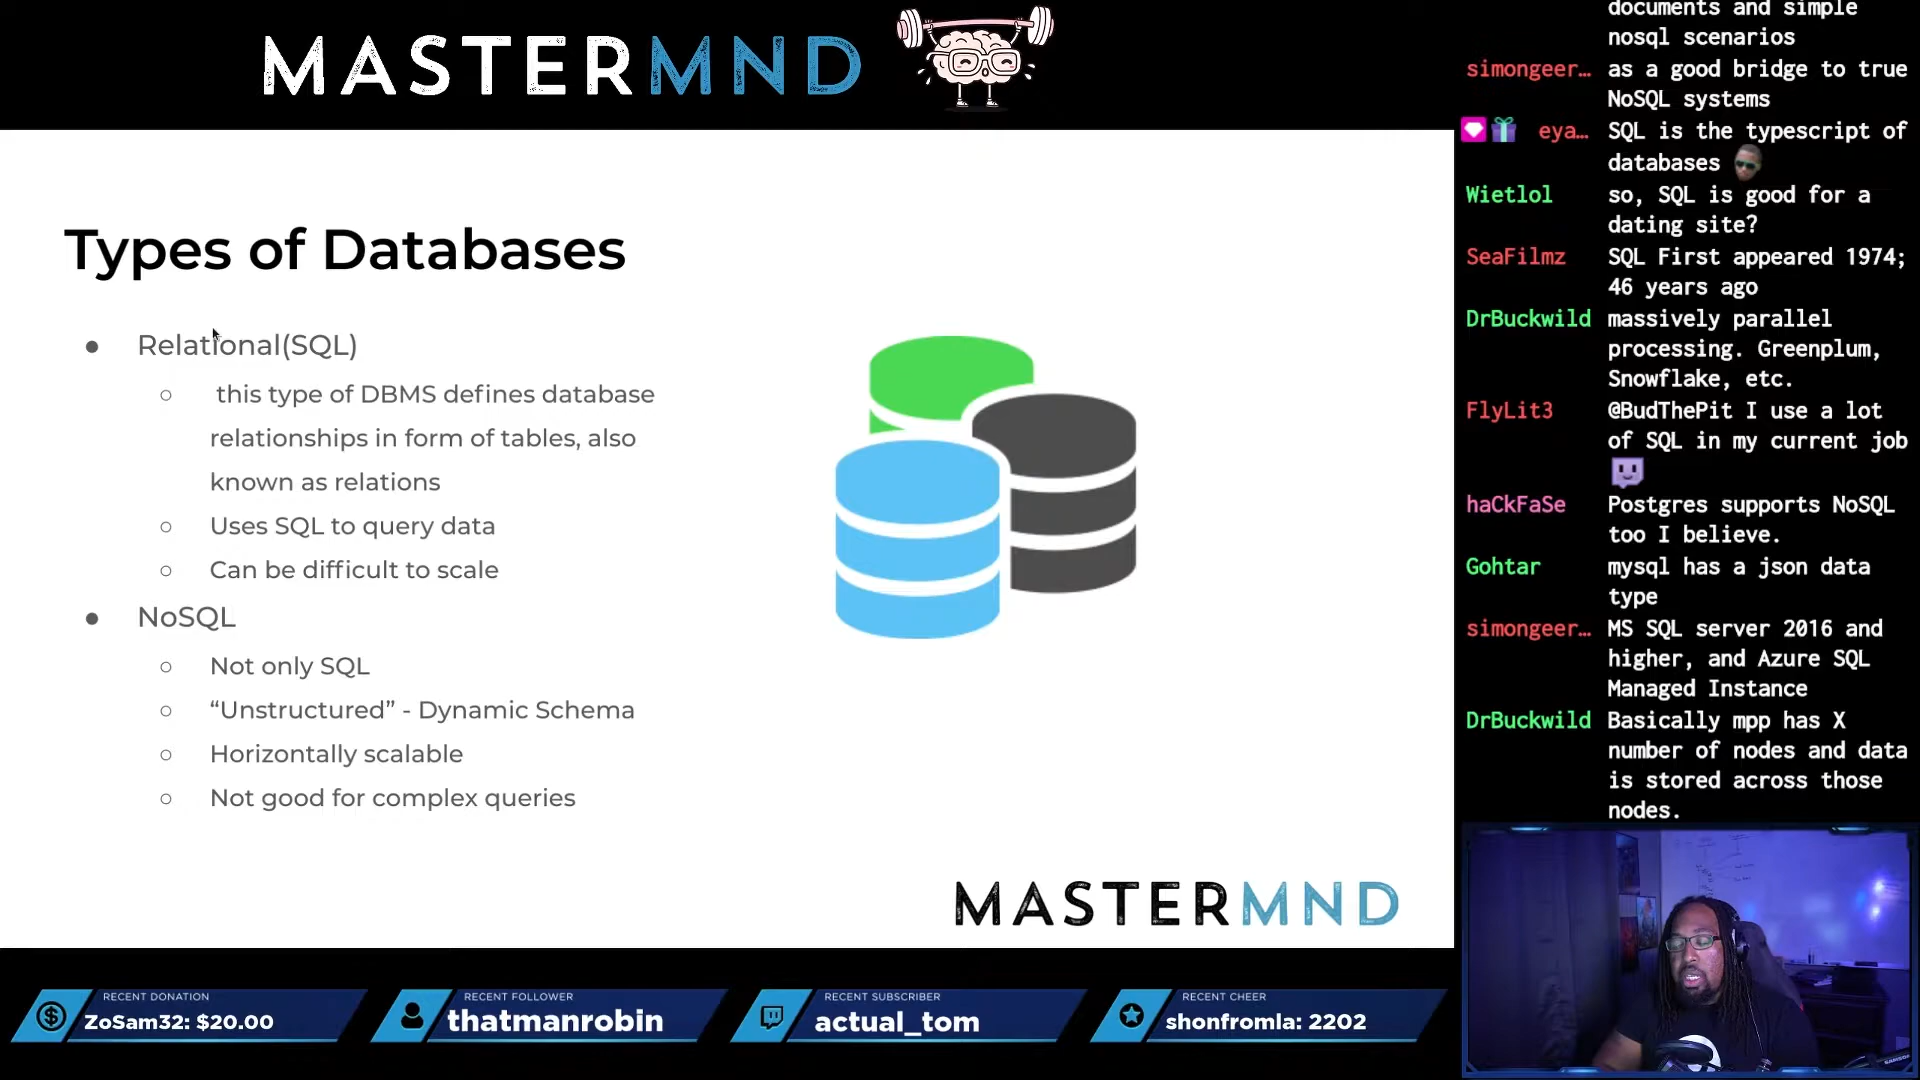 MASTERMND
Types of Databases
● Relational(SQL)
○ this type of DBMS defines database
relationships in form of tables, also
known as relations
○ Uses SQL to query data
○ Can be difficult to scale
● NoSQL
○ Not only SQL
○ “Unstructured” - Dynamic Schema
○ Horizontally scalable
○ Not good for complex queries
MASTERMND
documents and simple
nosql scenarios
simongeer… as a good bridge to true
NoSQL systems
eya… SQL is the typescript of
databases
Wietlol so, SQL is good for a
dating site?
SeaFilmz SQL First appeared 1974;
46 years ago
DrBuckwild massively parallel
processing. Greenplum,
Snowflake, etc.
FlyLit3 @BudThePit I use a lot
of SQL in my current job
haCkFaSe Postgres supports NoSQL
too I believe.
Gohtar mysql has a json data
type
simongeer… MS SQL server 2016 and
higher, and Azure SQL
Managed Instance
DrBuckwild Basically mpp has X
number of nodes and data
is stored across those
nodes.
RECENT DONATION
ZoSam32: $20.00
RECENT FOLLOWER
thatmanrobin
RECENT SUBSCRIBER
actual_tom
RECENT CHEER
shonfromla: 2202